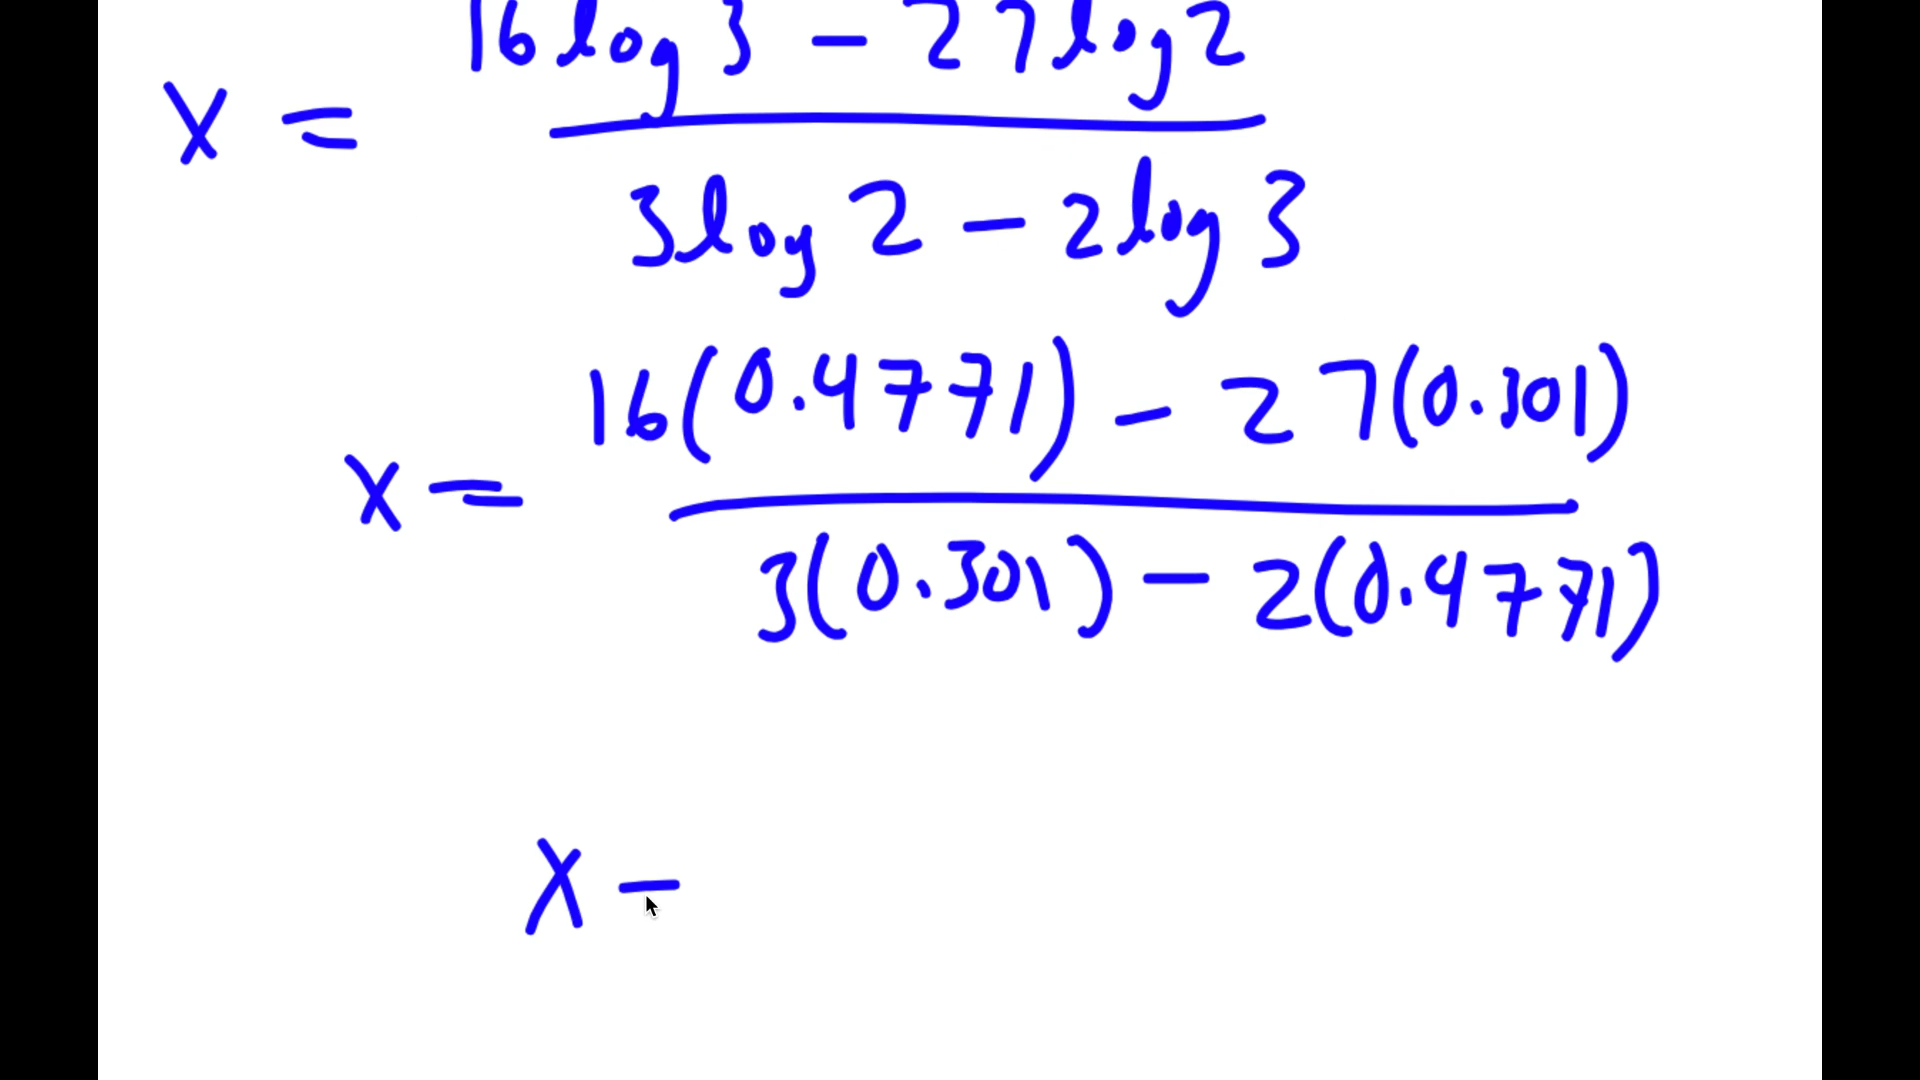 16 log 3 - 27 log 2
x =
3 log 2 - 2 log 3
16(0.4771) - 27(0.301)
x =
3(0.301) - 2(0.4771)
x -